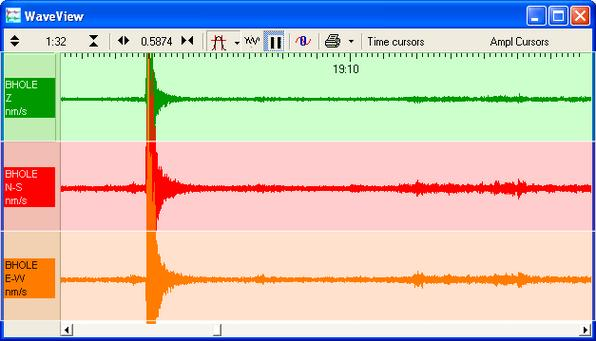 WaveView
1:32 0.5874 Time cursors Ampl Cursors
19:10
BHOLE
Z
nm/s
BHOLE
N-S
nm/s
BHOLE
E-W
nm/s